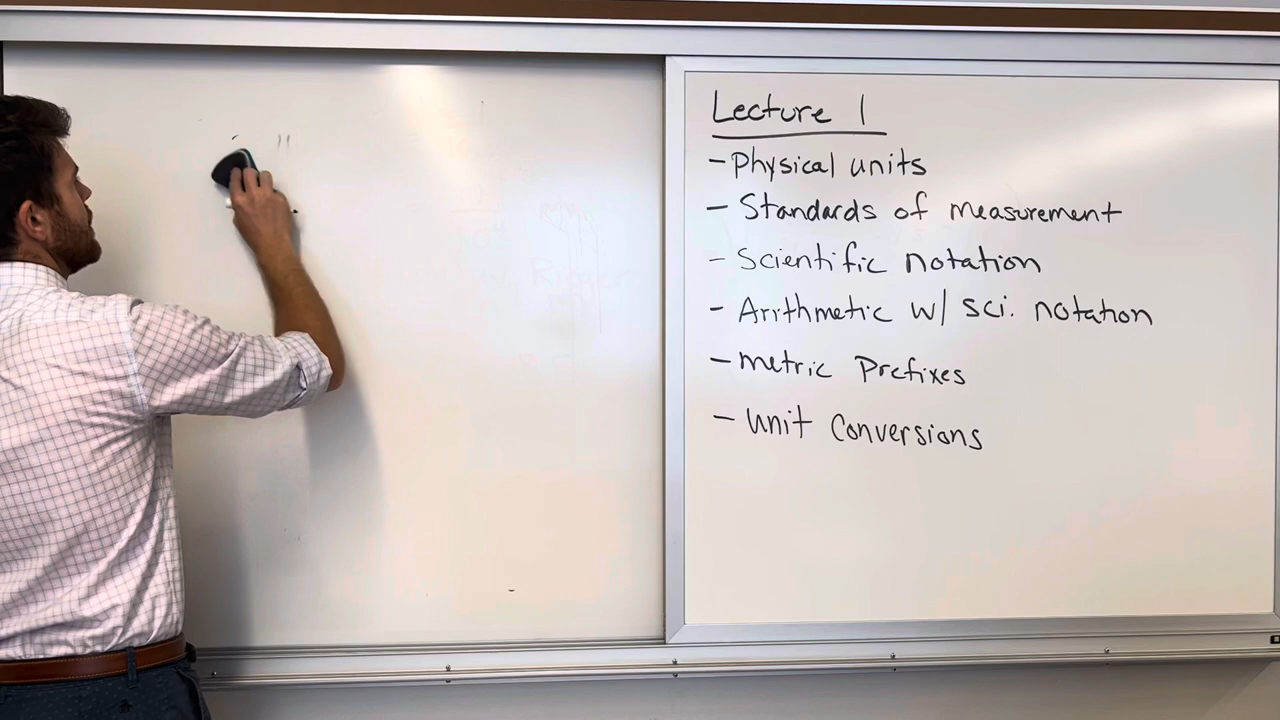 Lecture 1
- Physical units
- Standards of measurement
- Scientific notation
- Arithmetic w/ sci. notation
- Metric Prefixes
- Unit Conversions